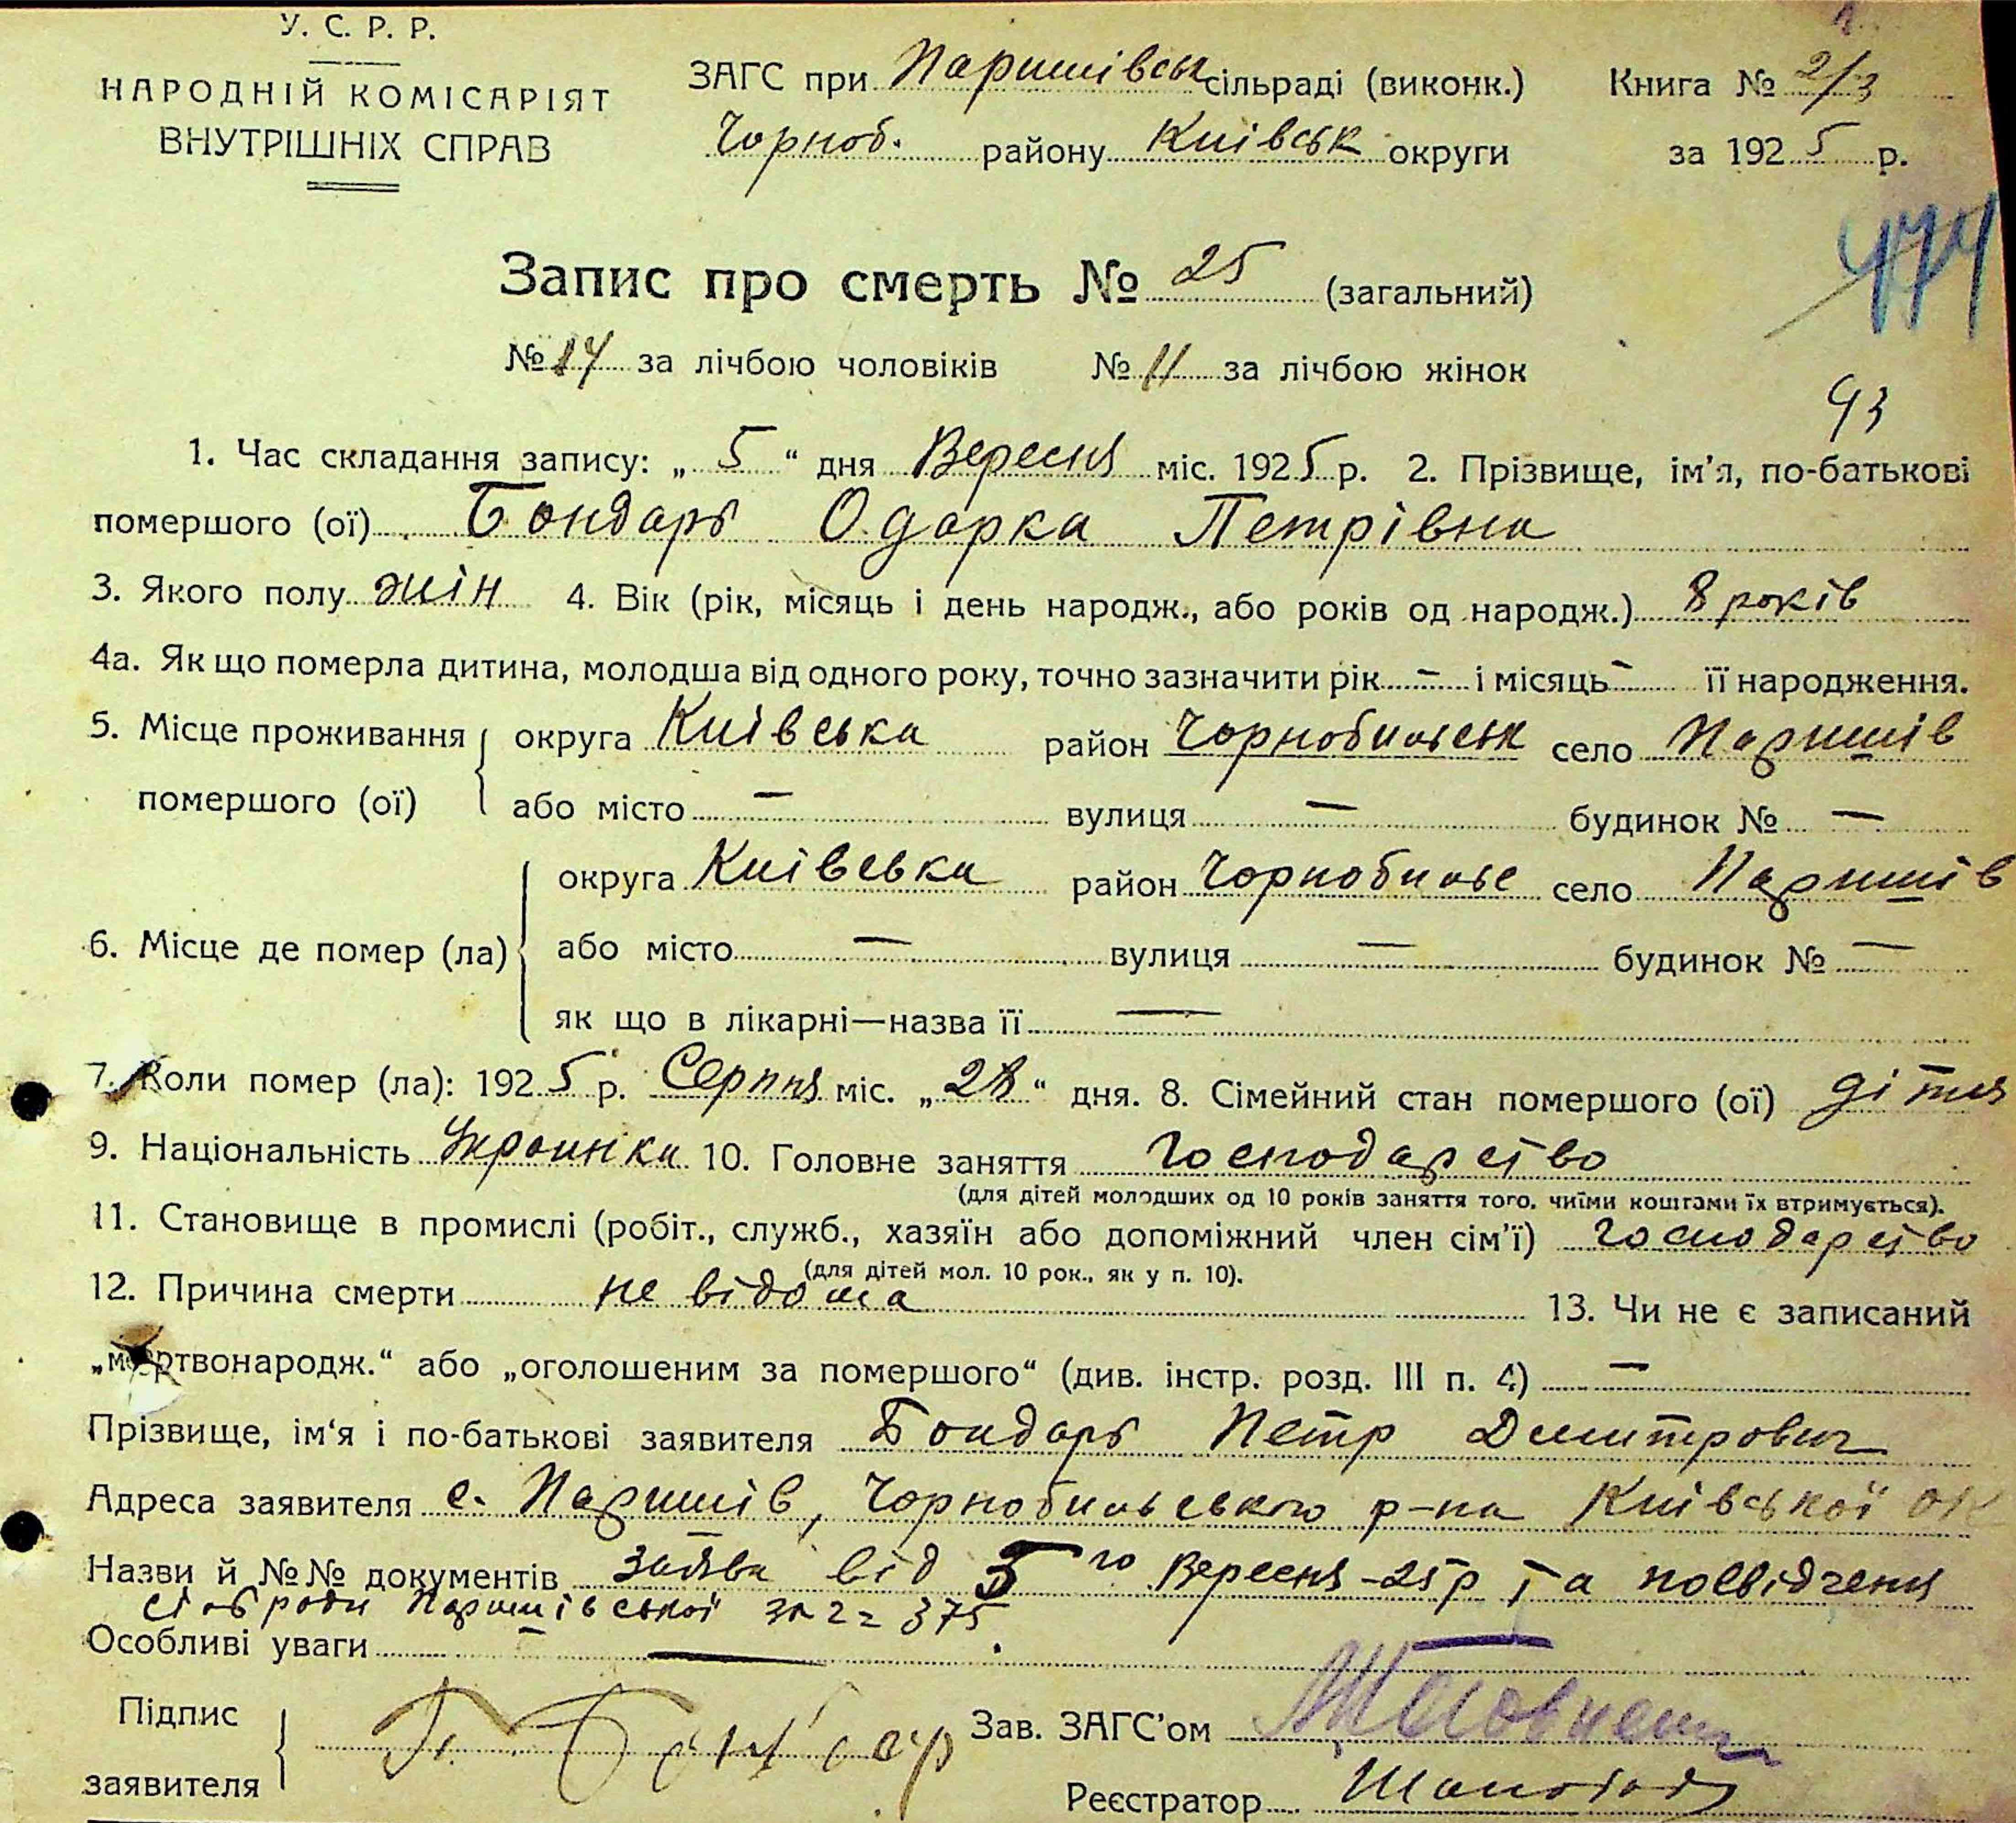 У. С. Р. Р.
НАРОДНІЙ КОМІСАРІЯТ
ВНУТРІШНІХ СПРАВ
ЗАГС при Паришівськ сільраді (виконк.)
Чорноб. району Київськ округи
Книга № 2/3
за 1925 р.
474
Запис про смерть № 25 (загальний)
№ 14 за лічбою чоловіків № 11 за лічбою жінок
93
1. Час складання запису: „ 5 “ дня Вересня міс. 1925 р. 2. Прізвище, ім’я, по-батькові
помершого (ої) Бондарь Одарка Петрівна
3. Якого полу жін 4. Вік (рік, місяць і день народж., або років од народж.) 8 років
4а. Як що померла дитина, молодша від одного року, точно зазначити рік — і місяць — її народження.
5. Місце проживання помершого (ої) округа Київська район Чорнобильськ село Паришів
або місто — вулиця — будинок № —
6. Місце де помер (ла) округа Київська район Чорнобильс село Паришів
або місто — вулиця — будинок № —
як що в лікарні—назва її —
7. Коли помер (ла): 1925 р. Серпня міс. „ 28 “ дня. 8. Сімейний стан помершого (ої) дітя
9. Національність Украинка 10. Головне заняття господарство
(для дітей молодших од 10 років заняття того, чиїми коштами їх втримується).
11. Становище в промислі (робіт., служб., хазяїн або допоміжний член сім’ї) господарство
(для дітей мол. 10 рок., як у п. 10).
12. Причина смерти не відома 13. Чи не є записаний
„мертвонародж.“ або „оголошеним за помершого“ (див. інстр. розд. III п. 4) —
Прізвище, ім‘я і по-батькові заявителя Бондарь Петр Димитрович
Адреса заявителя с. Паришів, Чорнобильського р-на Київської ок
Назви й №№ документів заява від 5го Вересня-25р та посвідченя
сільради Паришівської за 375
Особливі уваги —
Підпис заявителя П. Бондар
Зав. ЗАГС’ом
Реєстратор